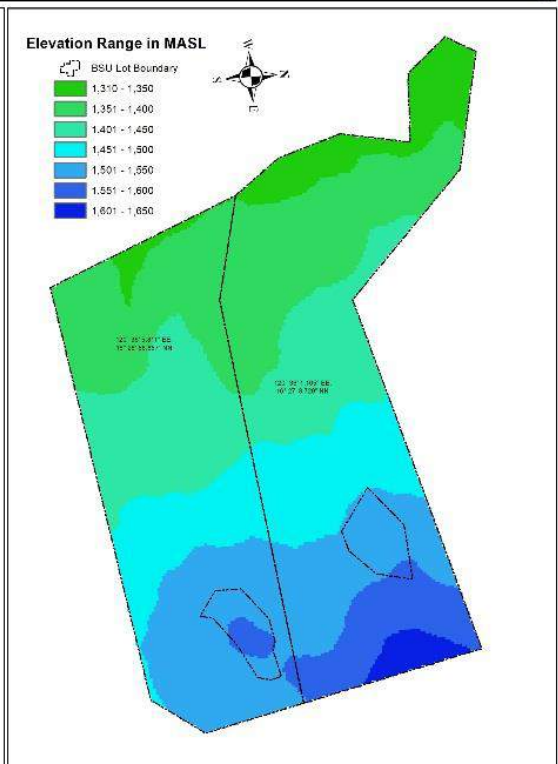 Elevation Range in MASL
BSU Lot Boundary
1,310 - 1,350
1,351 - 1,400
1,401 - 1,450
1,451 - 1,500
1,501 - 1,550
1,551 - 1,600
1,601 - 1,650
N
S
E